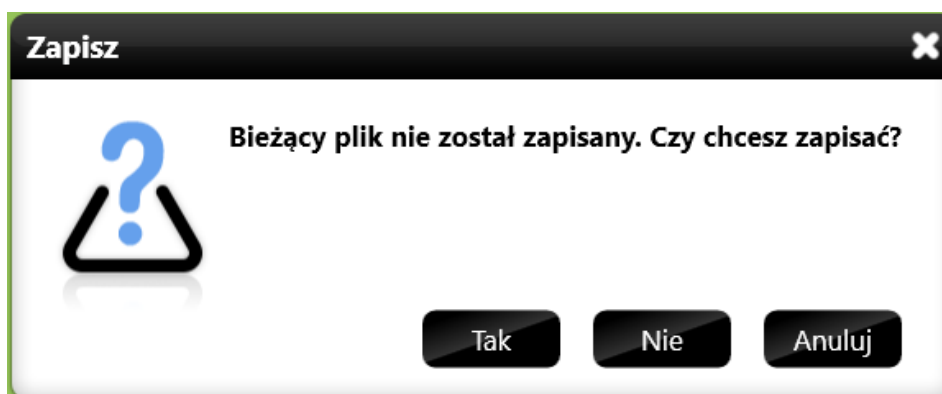 Zapisz
Bieżący plik nie został zapisany. Czy chcesz zapisać?
Tak
Nie
Anuluj